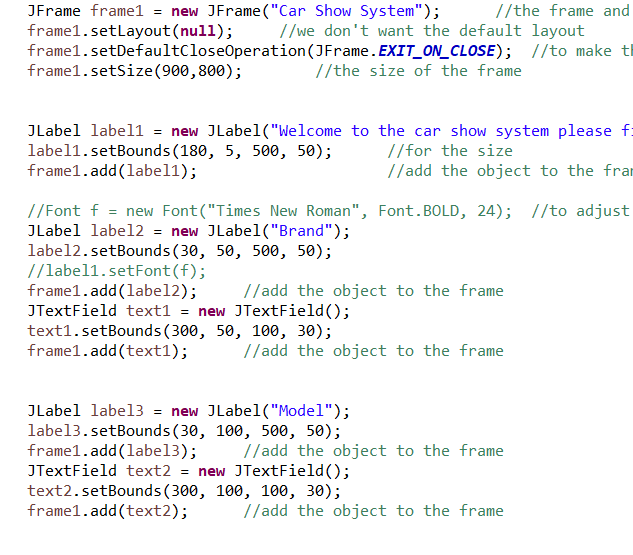 JFrame frame1 = new JFrame("Car Show System");      //the frame and
frame1.setLayout(null);     //we don't want the default layout
frame1.setDefaultCloseOperation(JFrame.EXIT_ON_CLOSE);  //to make
frame1.setSize(900,800);        //the size of the frame
JLabel label1 = new JLabel("Welcome to the car show system please
label1.setBounds(180, 5, 500, 50);      //for the size
frame1.add(label1);                     //add the object to the
//Font f = new Font("Times New Roman", Font.BOLD, 24);  //to adjust
JLabel label2 = new JLabel("Brand");
label2.setBounds(30, 50, 500, 50);
//label1.setFont(f);
frame1.add(label2);     //add the object to the frame
JTextField text1 = new JTextField();
text1.setBounds(300, 50, 100, 30);
frame1.add(text1);      //add the object to the frame
JLabel label3 = new JLabel("Model");
label3.setBounds(30, 100, 500, 50);
frame1.add(label3);     //add the object to the frame
JTextField text2 = new JTextField();
text2.setBounds(300, 100, 100, 30);
frame1.add(text2);      //add the object to the frame